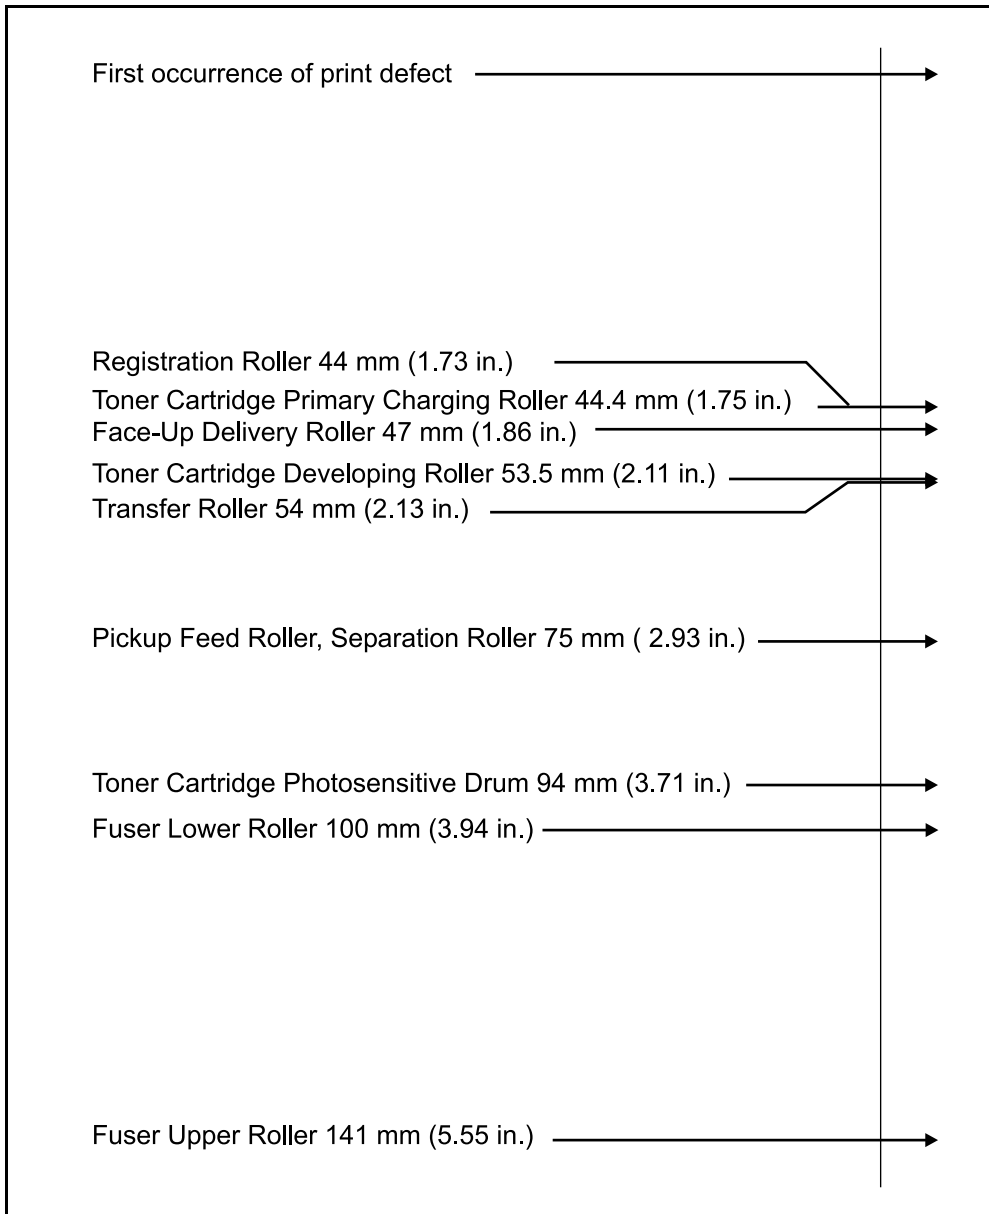 First occurrence of print defect
Registration Roller 44 mm (1.73 in.)
Toner Cartridge Primary Charging Roller 44.4 mm (1.75 in.)
Face-Up Delivery Roller 47 mm (1.86 in.)
Toner Cartridge Developing Roller 53.5 mm (2.11 in.)
Transfer Roller 54 mm (2.13 in.)
Pickup Feed Roller, Separation Roller 75 mm ( 2.93 in.)
Toner Cartridge Photosensitive Drum 94 mm (3.71 in.)
Fuser Lower Roller 100 mm (3.94 in.)
Fuser Upper Roller 141 mm (5.55 in.)